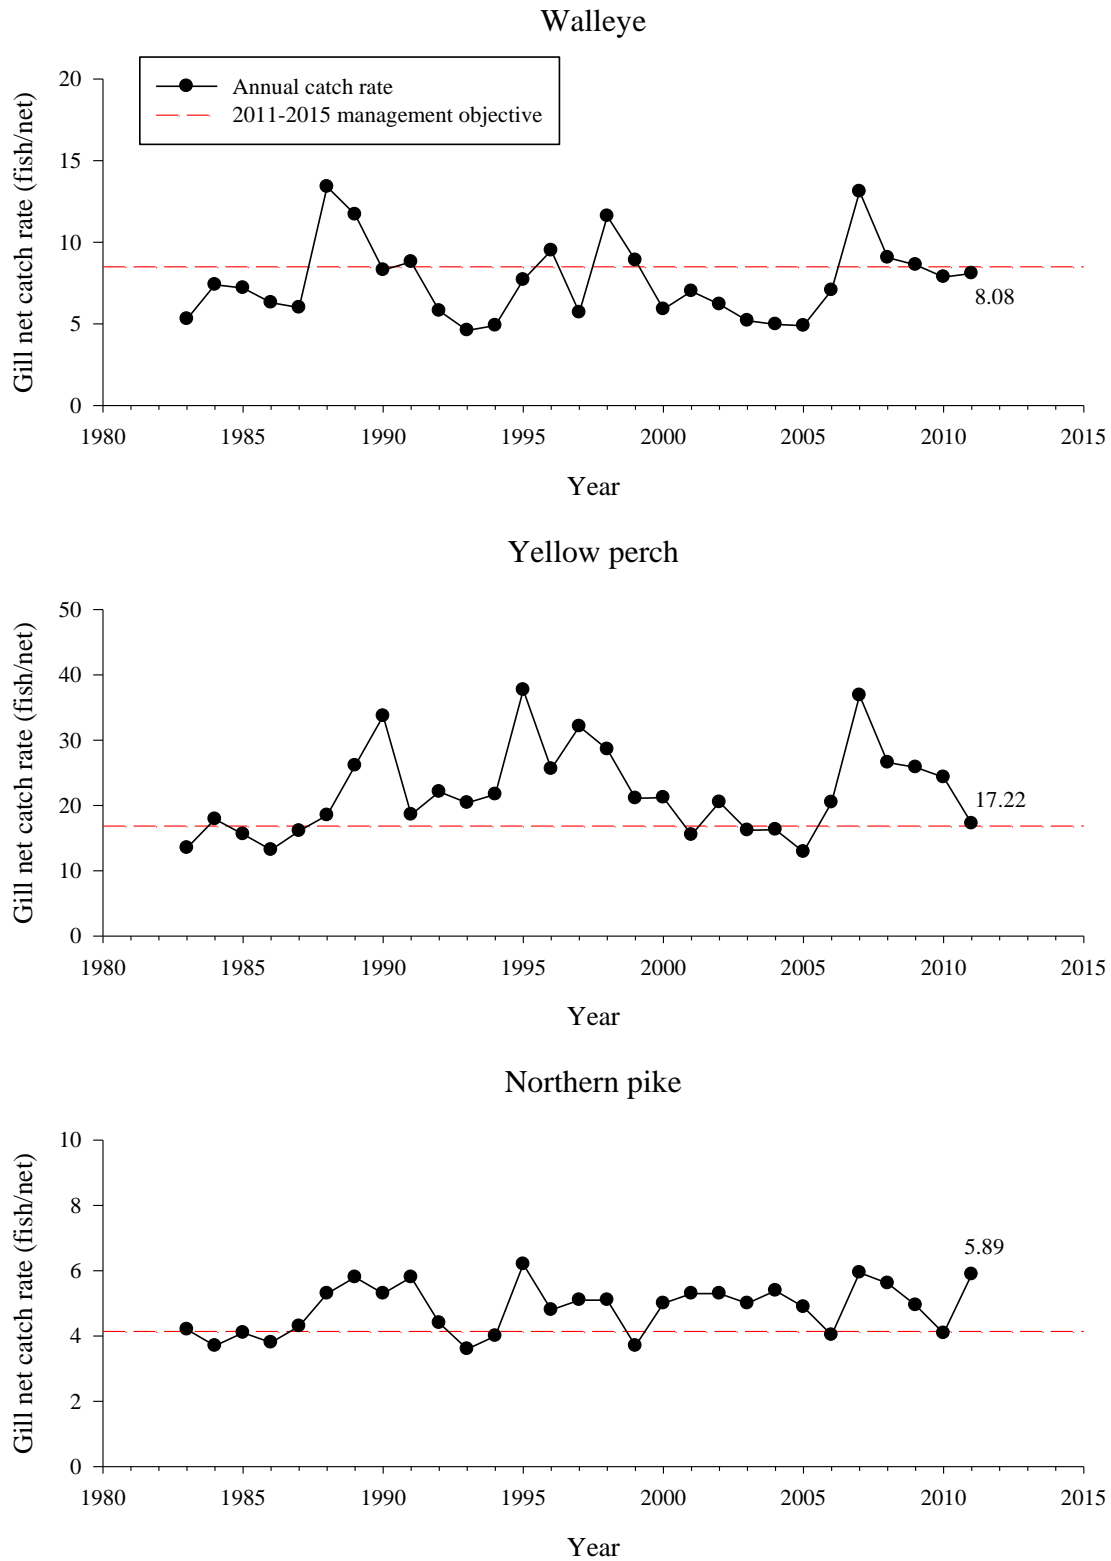 Walleye
Annual catch rate
2011-2015 management objective
Gill net catch rate (fish/net)
20
15
10
5
0
8.08
1980 1985 1990 1995 2000 2005 2010 2015
Year
Yellow perch
Gill net catch rate (fish/net)
50
40
30
20
10
0
17.22
1980 1985 1990 1995 2000 2005 2010 2015
Year
Northern pike
Gill net catch rate (fish/net)
10
8
6
4
2
0
5.89
1980 1985 1990 1995 2000 2005 2010 2015
Year